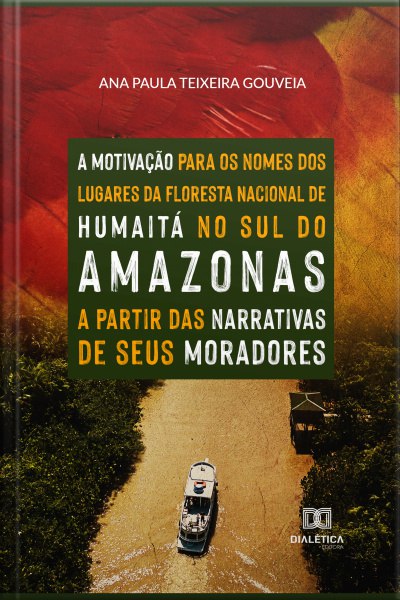 ANA PAULA TEIXEIRA GOUVEIA
A MOTIVAÇÃO PARA OS NOMES DOS
LUGARES DA FLORESTA NACIONAL DE
HUMAITÁ NO SUL DO
AMAZONAS
A PARTIR DAS NARRATIVAS
DE SEUS MORADORES
DIALÉTICA
EDITORA